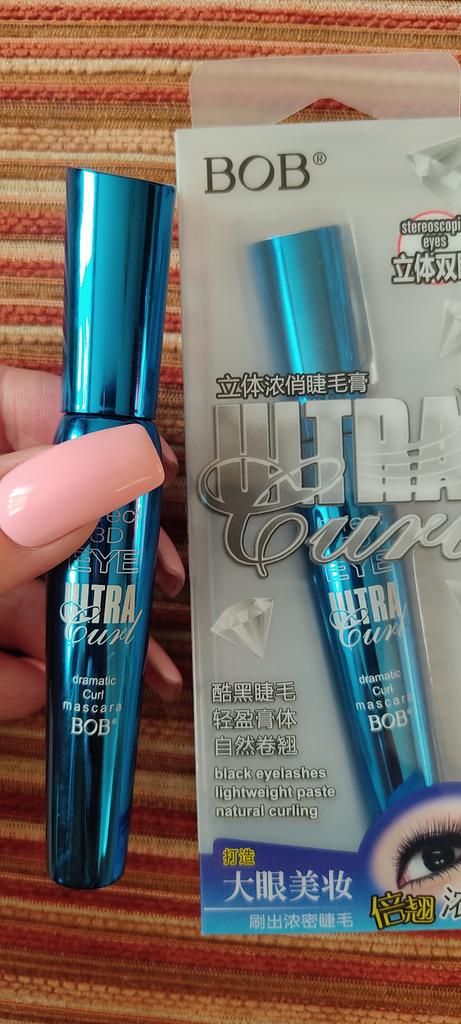 BOB®
stereoscopi
eyes
立体双
立体浓俏睫毛膏
ULTRA
Curl
酷黑睫毛
轻盈膏体
自然卷翘
black eyelashes
lightweight paste
natural curling
打造
大眼美妆
刷出浓密睫毛
倍翘 浓
EYE
ULTRA
Curl
dramatic
Curl
mascara
BOB®
ec
3D
EYE
ULTRA
Curl
dramatic
Curl
mascara
BOB®